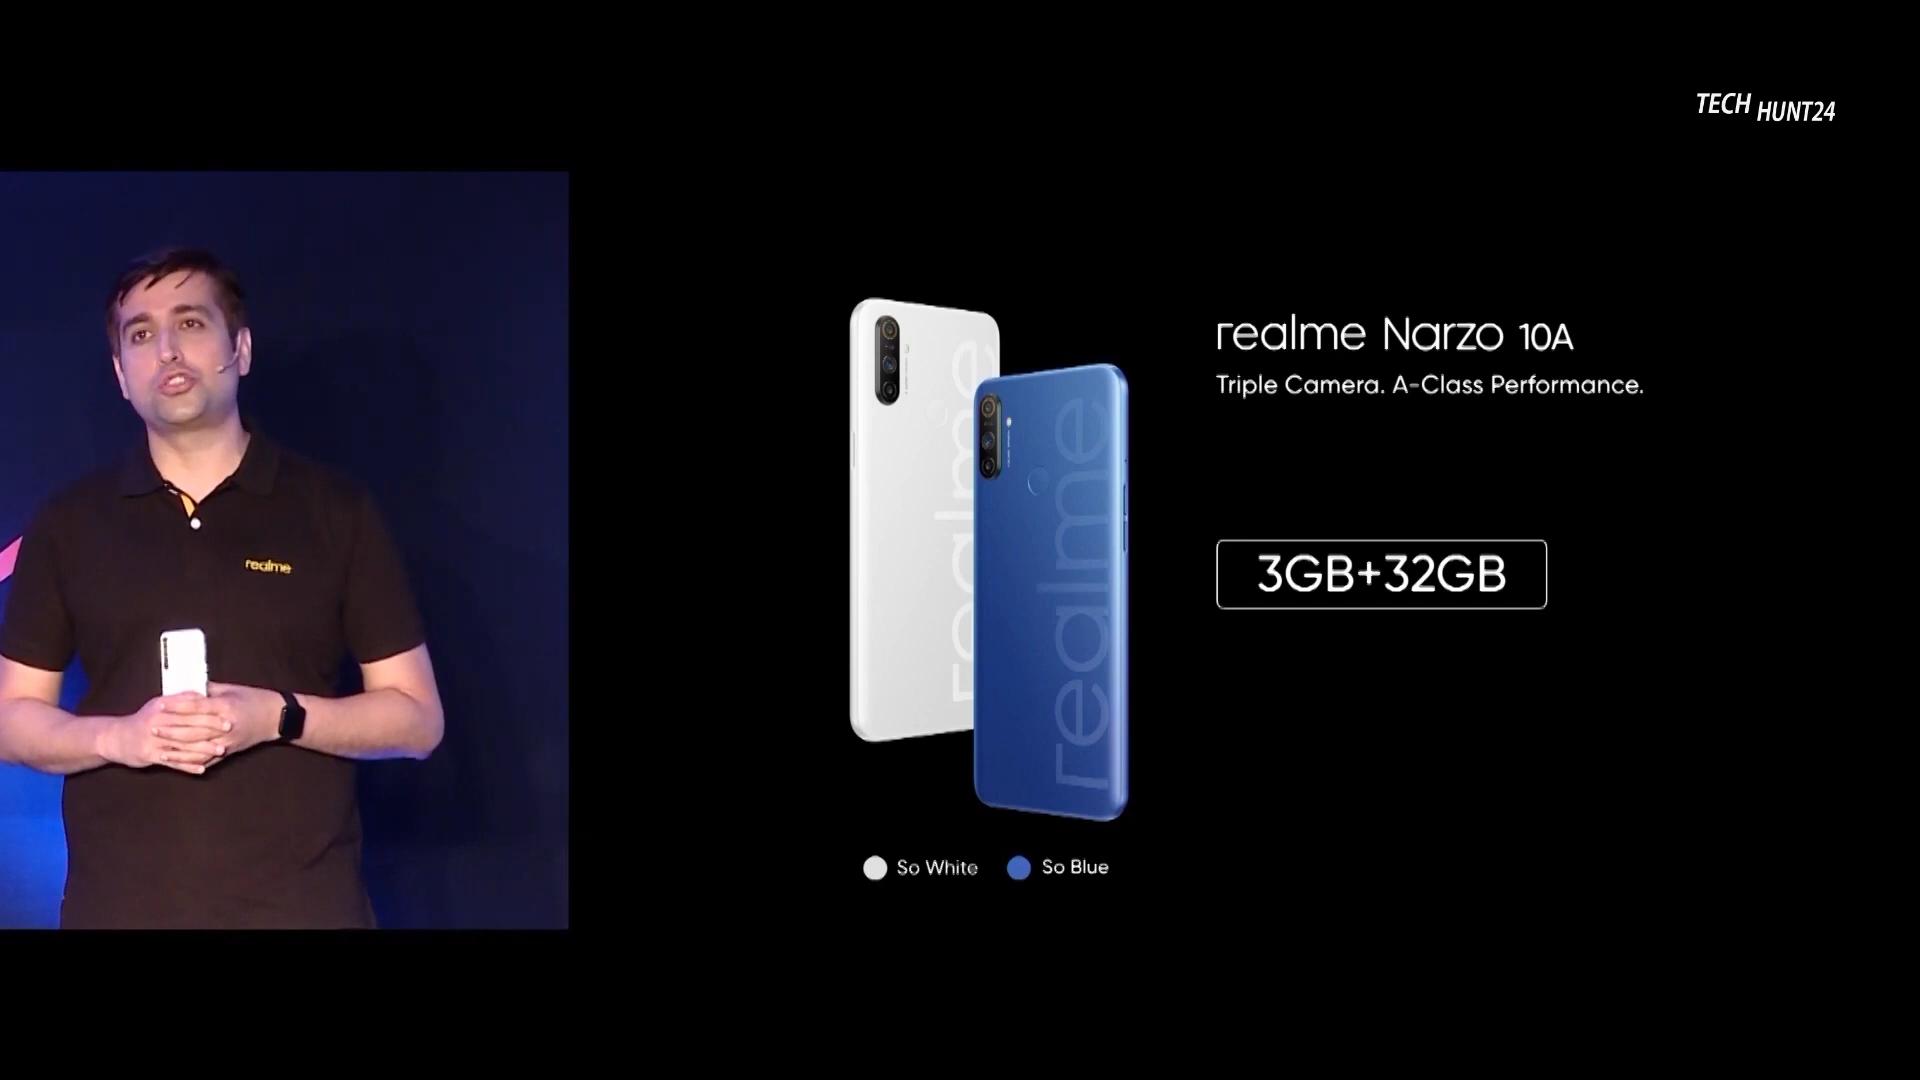 TECH HUNT24
realme Narzo 10A
Triple Camera. A-Class Performance.
realme
realme
realme
3GB+32GB
So White
So Blue